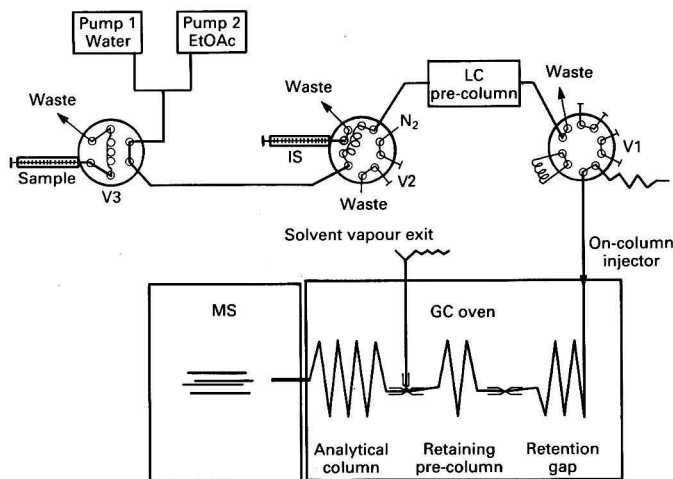 Pump 1
Water
Pump 2
EtOAc
LC
pre-column
Waste
Waste
Waste
N2
IS
V1
Sample
V3
V2
Waste
Solvent vapour exit
On-column
injector
MS
GC oven
Analytical
column
Retaining
pre-column
Retention
gap